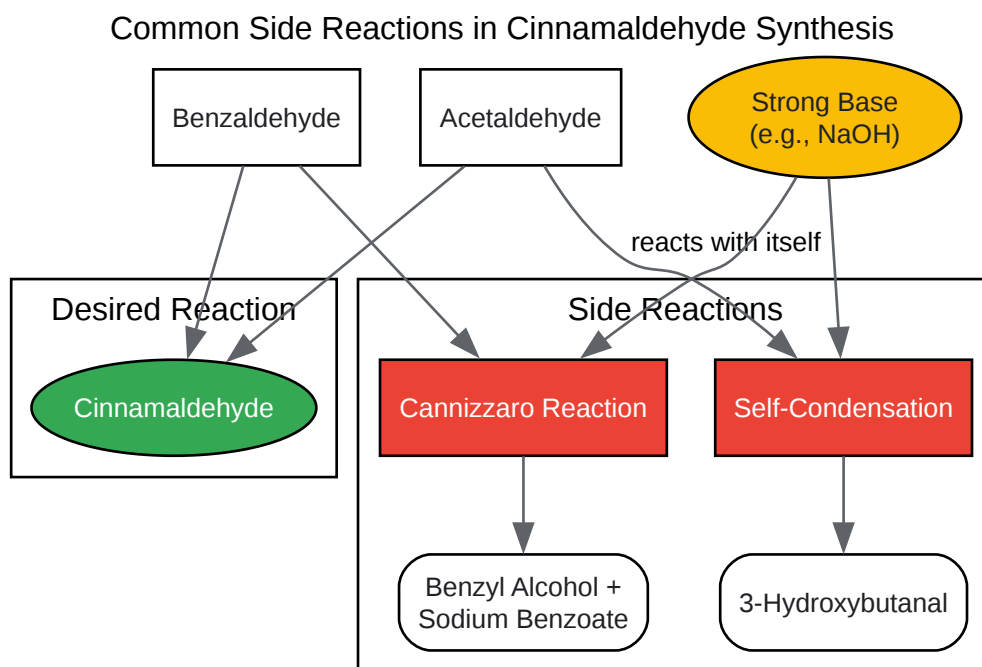 Common Side Reactions in Cinnamaldehyde Synthesis
Benzaldehyde
Acetaldehyde
Strong Base
(e.g., NaOH)
reacts with itself
Desired Reaction
Side Reactions
Cinnamaldehyde
Cannizzaro Reaction
Self-Condensation
Benzyl Alcohol +
Sodium Benzoate
3-Hydroxybutanal